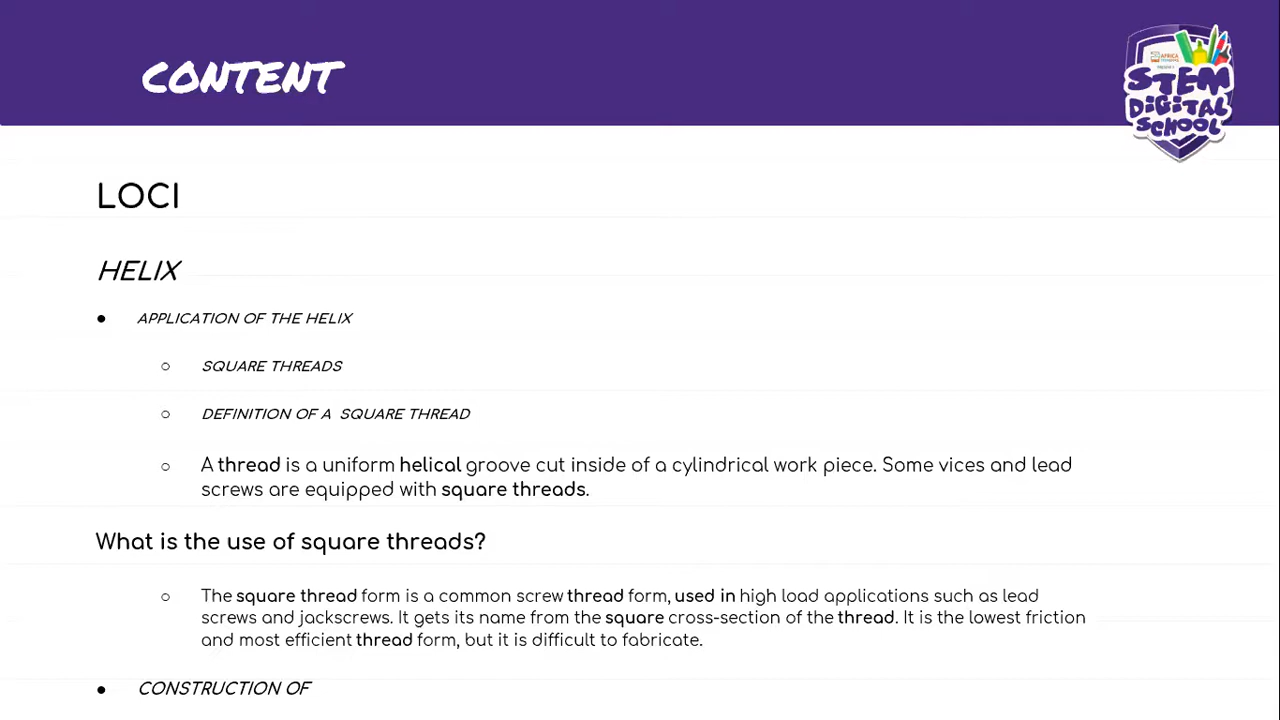 CONTENT
AFRICA
STEM
DIGITAL
SCHOOL
LOCI
HELIX
● APPLICATION OF THE HELIX
○ SQUARE THREADS
○ DEFINITION OF A SQUARE THREAD
○ A thread is a uniform helical groove cut inside of a cylindrical work piece. Some vices and lead
screws are equipped with square threads.
What is the use of square threads?
○ The square thread form is a common screw thread form, used in high load applications such as lead
screws and jackscrews. It gets its name from the square cross-section of the thread. It is the lowest friction
and most efficient thread form, but it is difficult to fabricate.
● CONSTRUCTION OF